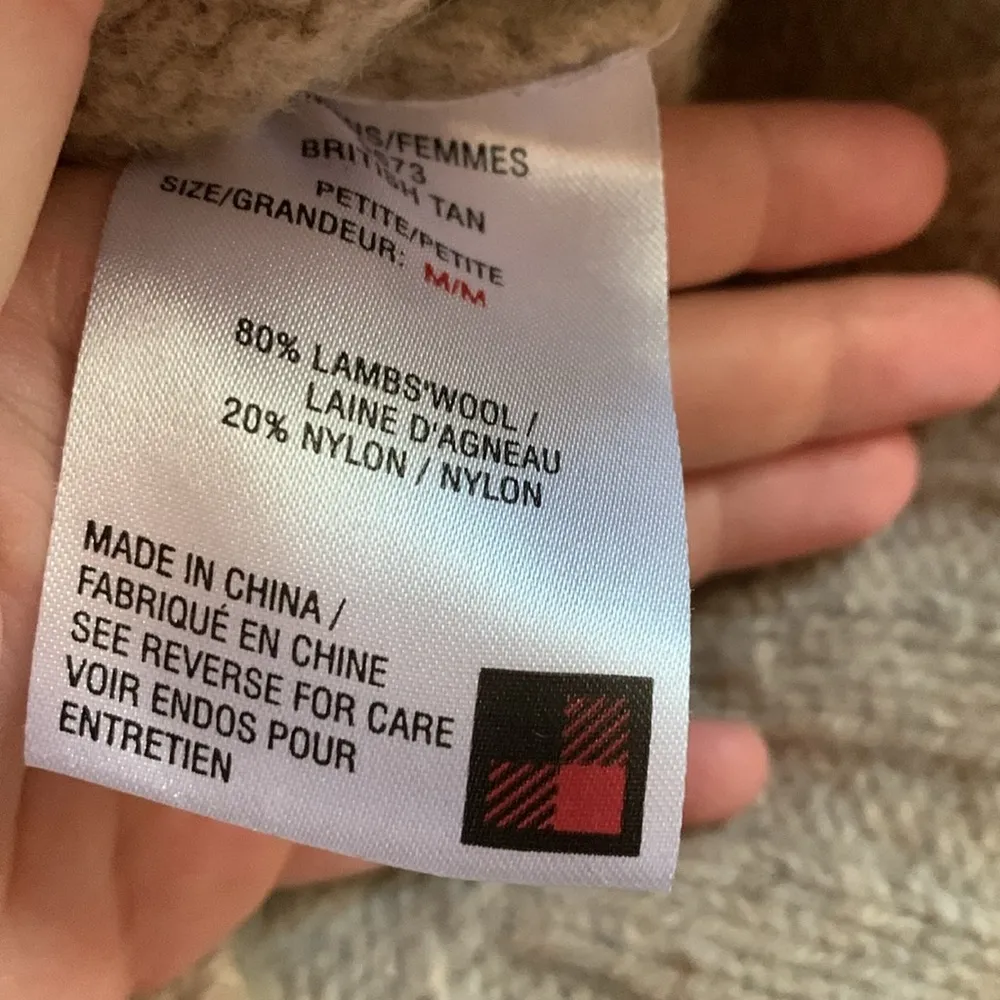 /FEMMES
TAN
PETITE/PETITE
SIZE/GRANDEUR: M/M
80% LAMBS'WOOL /
LAINE D'AGNEAU
20% NYLON / NYLON
MADE IN CHINA /
FABRIQUÉ EN CHINE
SEE REVERSE FOR CARE
VOIR ENDOS POUR
ENTRETIEN